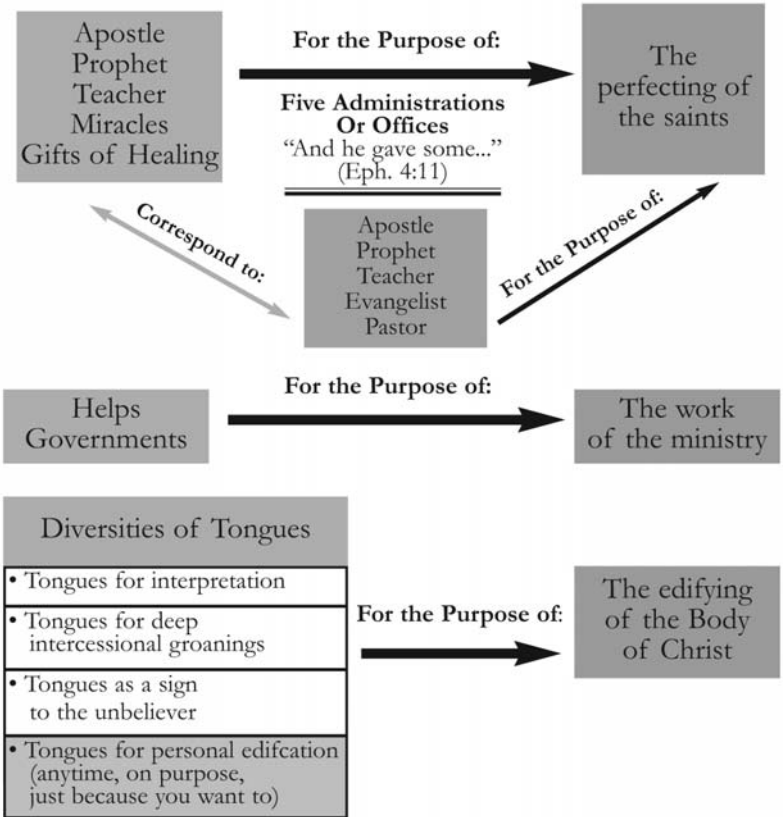 Apostle
Prophet
Teacher
Miracles
Gifts of Healing
For the Purpose of:
The
perfecting of
the saints
Five Administrations
Or Offices
“And he gave some...”
(Eph. 4:11)
Correspond to:
Apostle
Prophet
Teacher
Evangelist
Pastor
For the Purpose of:
Helps
Governments
For the Purpose of:
The work
of the ministry
Diversities of Tongues
• Tongues for interpretation
• Tongues for deep
intercessional groanings
• Tongues as a sign
to the unbeliever
• Tongues for personal edifcation
(anytime, on purpose,
just because you want to)
For the Purpose of:
The edifying
of the Body
of Christ